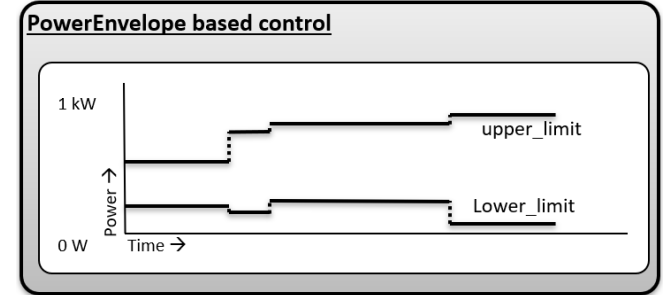 PowerEnvelope based control
1 kW
upper_limit
Power →
Lower_limit
0 W
Time →